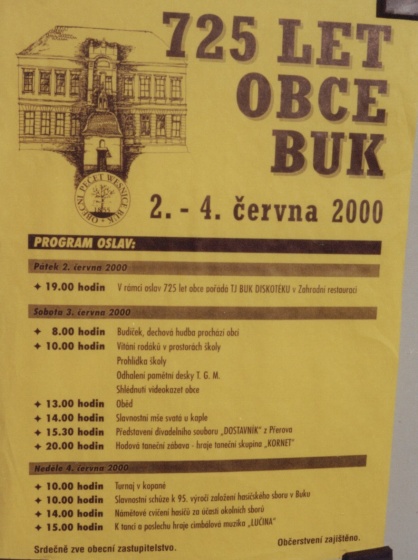 725 LET
OBCE
BUK
OBECNÍ PEČEŤ WESNICE BUK
2. - 4. června 2000
PROGRAM OSLAV:
Pátek 2. června 2000
+ 19.00 hodin V rámci oslav 725 let obce pořádá TJ BUK DISKOTÉKU v Zahradní restauraci
Sobota 3. června 2000
+ 8.00 hodin Budíček, dechová hudba prochází obcí
+ 10.00 hodin Vítání rodáků v prostorách školy
Prohlídka školy
Odhalení pamětní desky T. G. M.
Shlédnutí videokazet obce
+ 13.00 hodin Oběd
+ 14.00 hodin Slavnostní mše svatá u kaple
+ 15.30 hodin Představení divadelního souboru „DOSTAVNÍK" z Přerova
+ 20.00 hodin Hodová taneční zábava - hraje taneční skupina „KORNET"
Neděle 4. června 2000
+ 10.00 hodin Turnaj v kopané
+ 10.00 hodin Slavnostní schůze k 95. výročí založení hasičského sboru v Buku
+ 14.00 hodin Námětové cvičení hasičů za účasti okolních sborů
+ 15.00 hodin K tanci a poslechu hraje cimbálová muzika „LUČINA"
Občerstvení zajištěno.
Srdečně zve obecní zastupitelstvo.